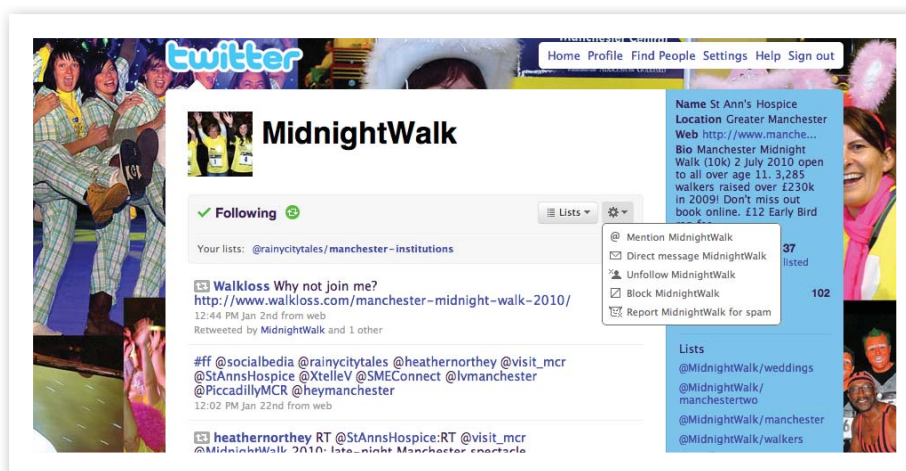 Manchester Central
twitter
Home Profile Find People Settings Help Sign out
MidnightWalk
Following
Lists
Your lists: @rainycitytales/manchester-institutions
@ Mention MidnightWalk
Direct message MidnightWalk
Unfollow MidnightWalk
Block MidnightWalk
Report MidnightWalk for spam
Walkloss Why not join me?
http://www.walkloss.com/manchester-midnight-walk-2010/
12:44 PM Jan 2nd from web
Retweeted by MidnightWalk and 1 other
#ff @socialbedia @rainycitytales @heathernorthey @visit_mcr
@StAnnsHospice @XtelleV @SMEConnect @lvmanchester
@PiccadillyMCR @heymanchester
12:02 PM Jan 22nd from web
heathernorthey RT @StAnnsHospice:RT @visit_mcr
@MidnightWalk 2010: late-night Manchester spectacle
Name St Ann's Hospice
Location Greater Manchester
Web http://www.manche...
Bio Manchester Midnight
Walk (10k) 2 July 2010 open
to all over age 11. 3,285
walkers raised over £230k
in 2009! Don't miss out
book online. £12 Early Bird
37
listed
102
Lists
@MidnightWalk/weddings
@MidnightWalk/
manchestertwo
@MidnightWalk/manchester
@MidnightWalk/walkers